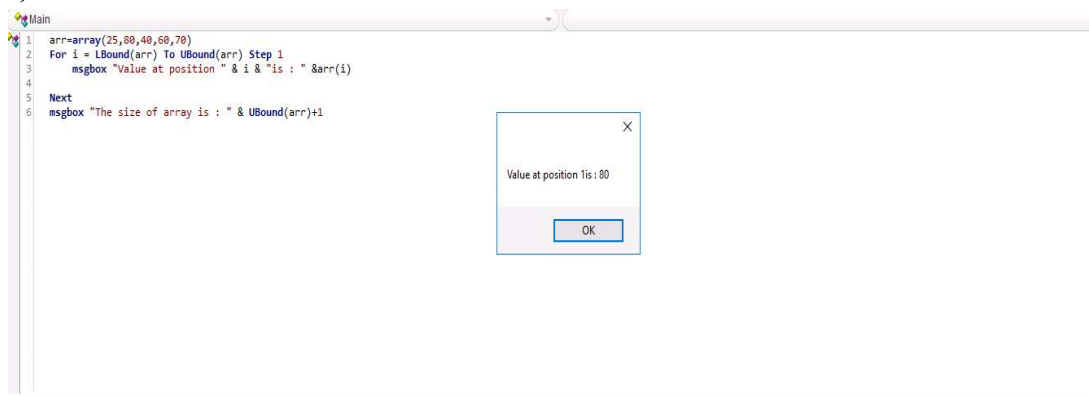 Main
1 arr=array(25,80,40,60,70)
2 For i = LBound(arr) To UBound(arr) Step 1
3 msgbox "Value at position " & i & "is : " &arr(i)
4
5 Next
6 msgbox "The size of array is : " & UBound(arr)+1
X
Value at position 1is : 80
OK